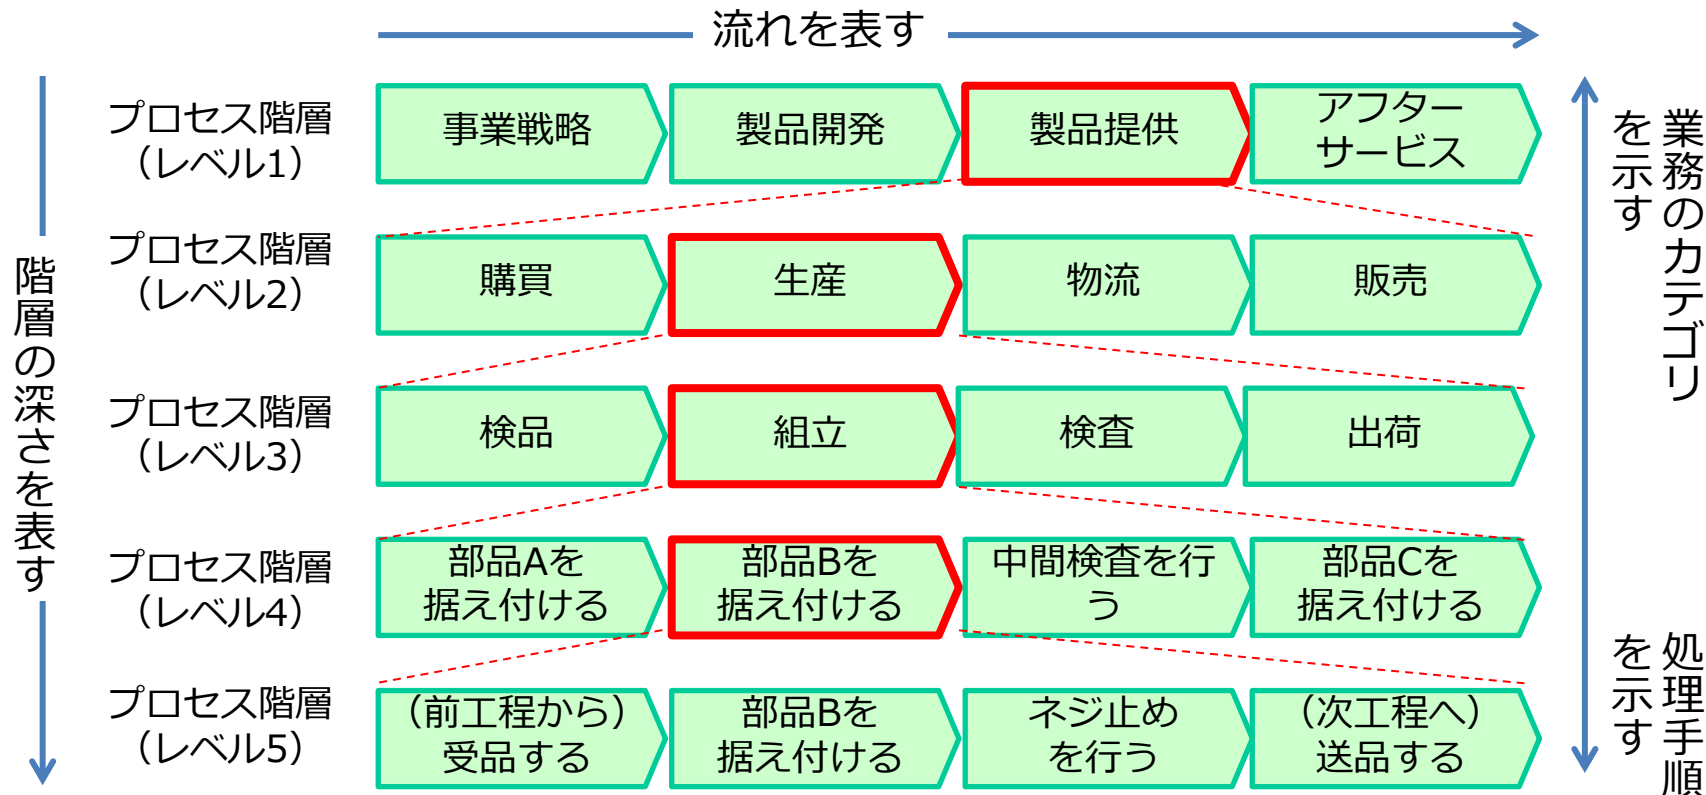 流れを表す
プロセス階層
（レベル1）
事業戦略
製品開発
製品提供
アフター
サービス
プロセス階層
（レベル2）
購買
生産
物流
販売
プロセス階層
（レベル3）
検品
組立
検査
出荷
プロセス階層
（レベル4）
部品Aを
据え付ける
部品Bを
据え付ける
中間検査を行
う
部品Cを
据え付ける
プロセス階層
（レベル5）
（前工程から）
受品する
部品Bを
据え付ける
ネジ止め
を行う
（次工程へ）
送品する
階層の深さを表す
業務のカテゴリ
を示す
処理手順
を示す